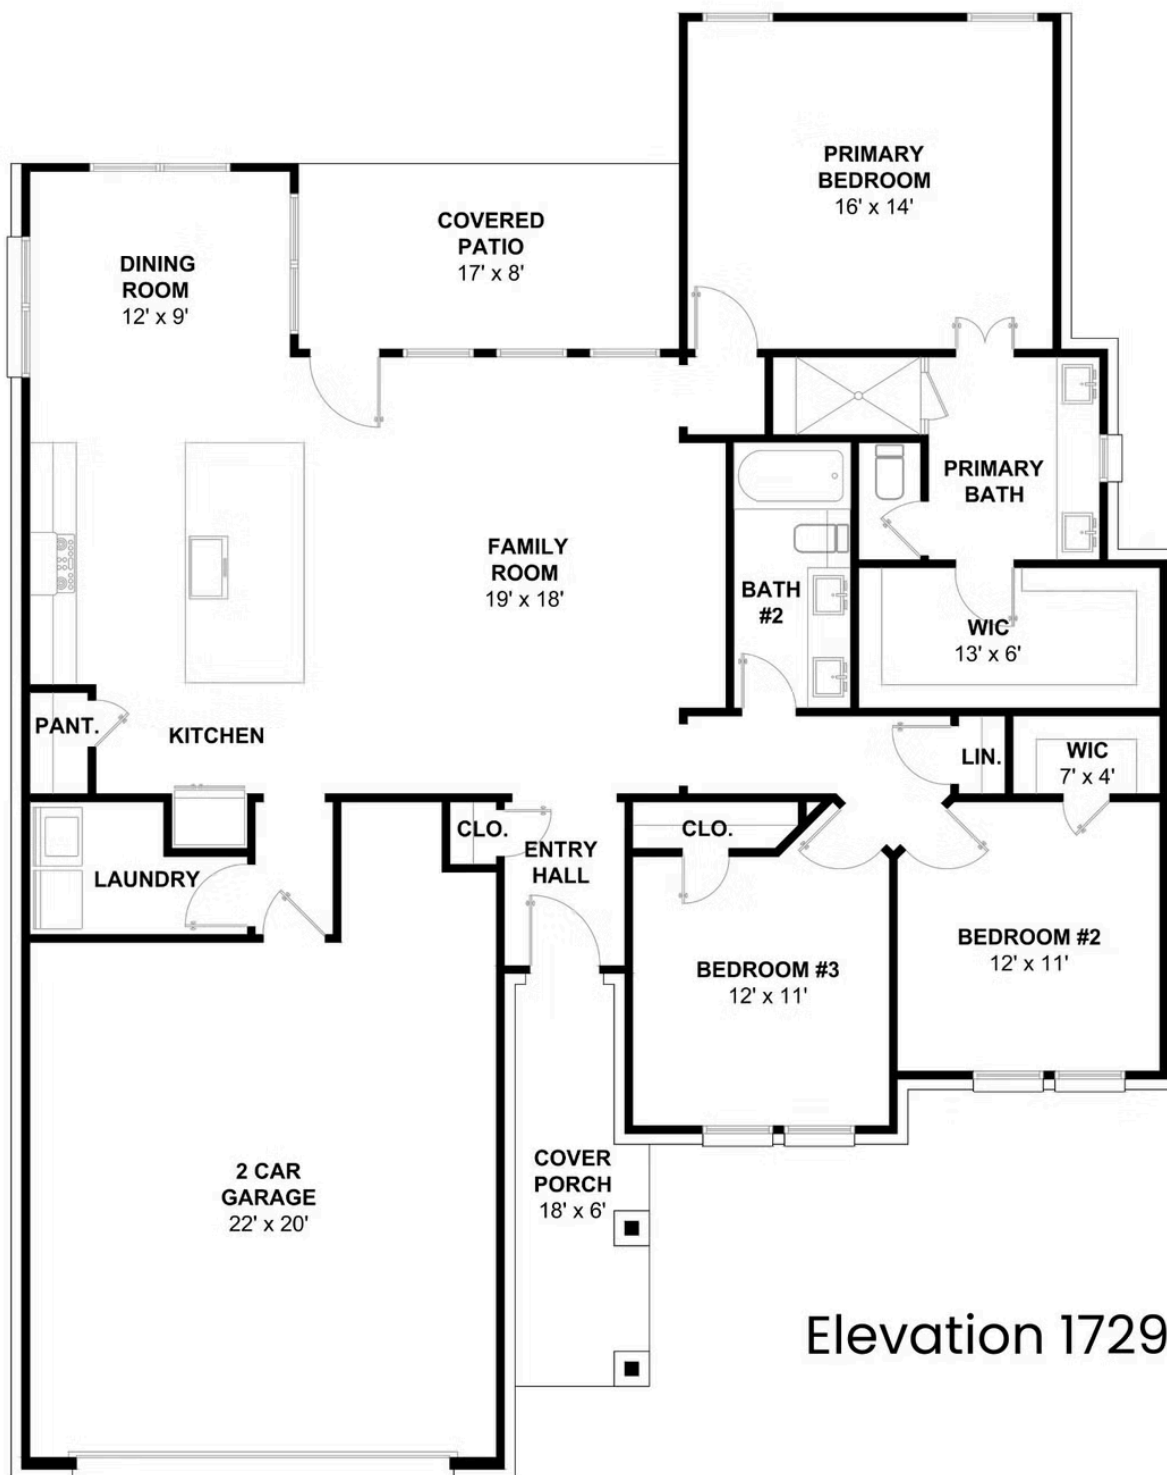 PRIMARY
BEDROOM
16' x 14'
COVERED
PATIO
17' x 8'
DINING
ROOM
12' x 9'
PRIMARY
BATH
FAMILY
ROOM
19' x 18'
BATH
#2
WIC
13' x 6'
PANT.
KITCHEN
LIN.
WIC
7' x 4'
CLO.
CLO.
ENTRY
HALL
LAUNDRY
BEDROOM #2
12' x 11'
BEDROOM #3
12' x 11'
2 CAR
GARAGE
22' x 20'
COVER
PORCH
18' x 6'
Elevation 1729